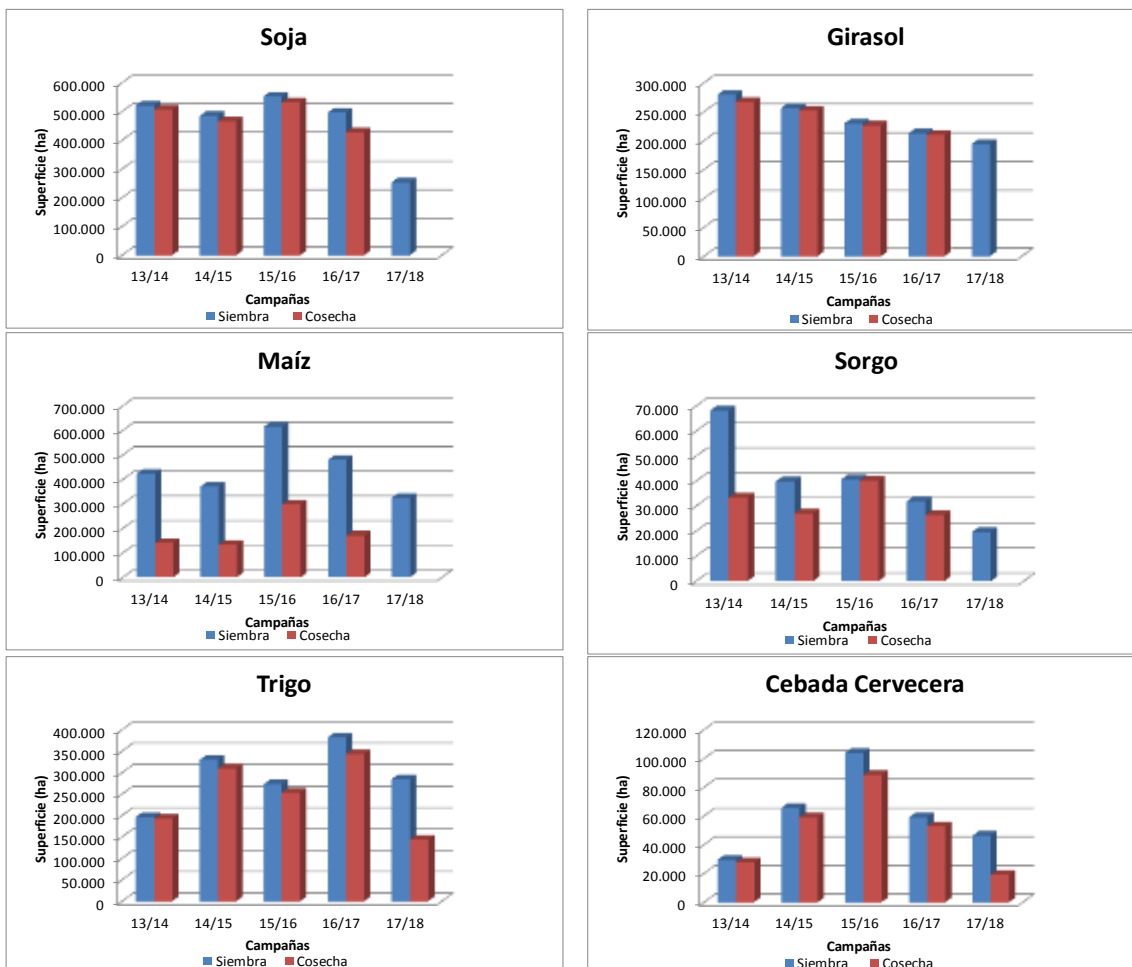 Soja
Superficie (ha)
600.000
500.000
400.000
300.000
200.000
100.000
0
13/14 14/15 15/16 16/17 17/18
Campañas
Siembra Cosecha
Girasol
Superficie (ha)
300.000
250.000
200.000
150.000
100.000
50.000
0
13/14 14/15 15/16 16/17 17/18
Campañas
Siembra Cosecha
Maíz
Superficie (ha)
700.000
600.000
500.000
400.000
300.000
200.000
100.000
0
13/14 14/15 15/16 16/17 17/18
Campañas
Siembra Cosecha
Sorgo
Superficie (ha)
70.000
60.000
50.000
40.000
30.000
20.000
10.000
0
13/14 14/15 15/16 16/17 17/18
Campañas
Siembra Cosecha
Trigo
Superficie (ha)
400.000
350.000
300.000
250.000
200.000
150.000
100.000
50.000
0
13/14 14/15 15/16 16/17 17/18
Campañas
Siembra Cosecha
Cebada Cervecera
Superficie (ha)
120.000
100.000
80.000
60.000
40.000
20.000
0
13/14 14/15 15/16 16/17 17/18
Campañas
Siembra Cosecha